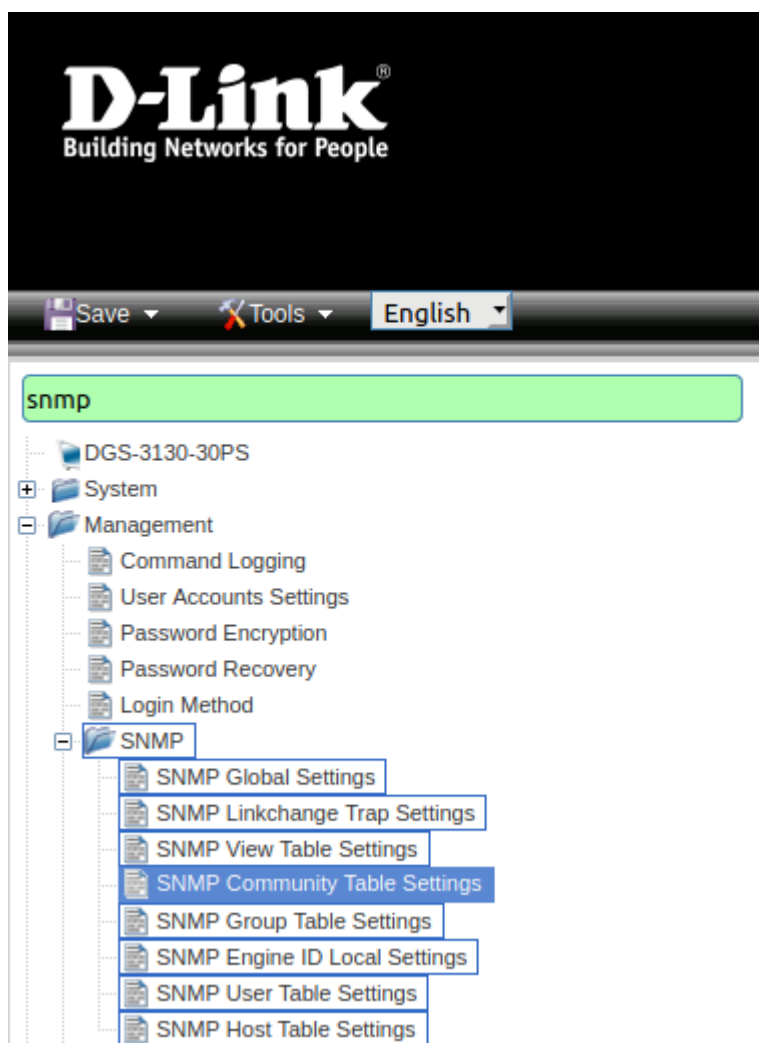 D-Link®
Building Networks for People
Save Tools English
snmp
DGS-3130-30PS
System
Management
Command Logging
User Accounts Settings
Password Encryption
Password Recovery
Login Method
SNMP
SNMP Global Settings
SNMP Linkchange Trap Settings
SNMP View Table Settings
SNMP Community Table Settings
SNMP Group Table Settings
SNMP Engine ID Local Settings
SNMP User Table Settings
SNMP Host Table Settings